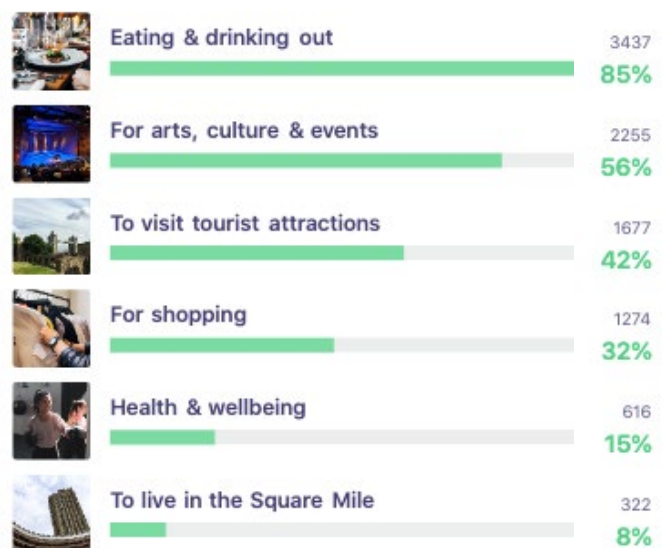 Eating & drinking out
3437
85%
For arts, culture & events
2255
56%
To visit tourist attractions
1677
42%
For shopping
1274
32%
Health & wellbeing
616
15%
To live in the Square Mile
322
8%